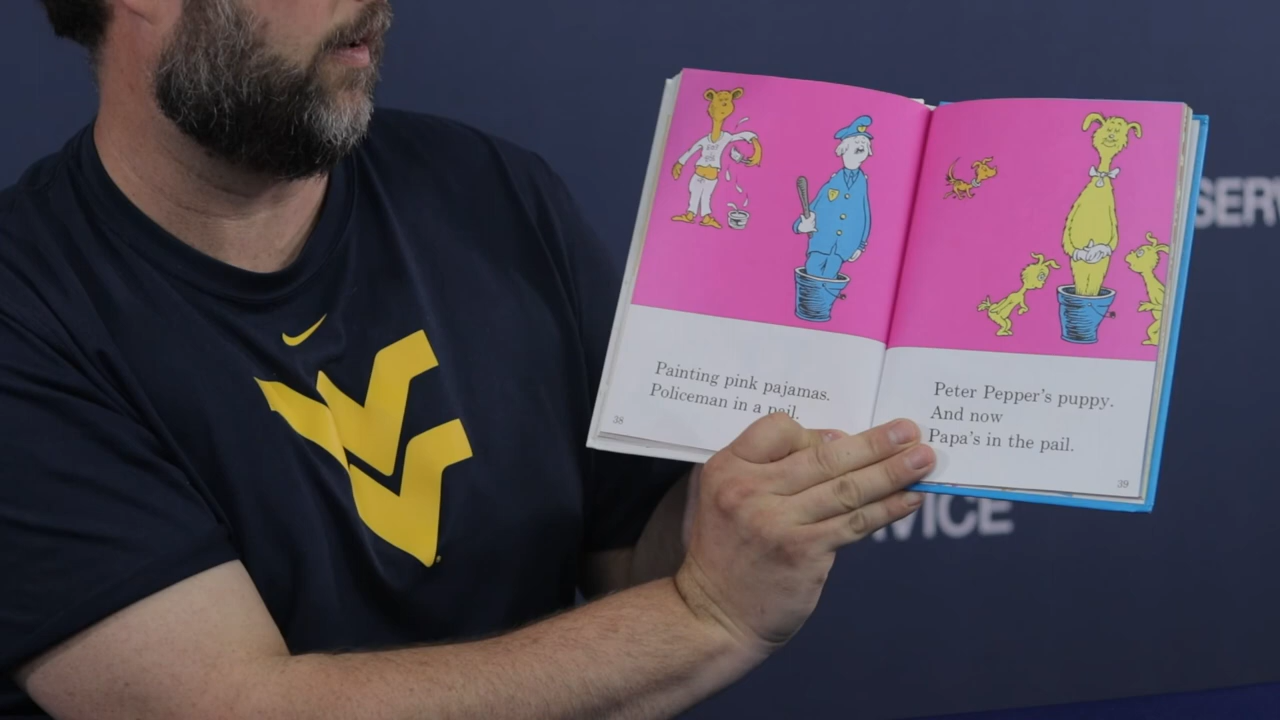 Painting pink pajamas.
Policeman in a pail.
38
Peter Pepper's puppy.
And now
Papa's in the pail.
39
SERV
VICE